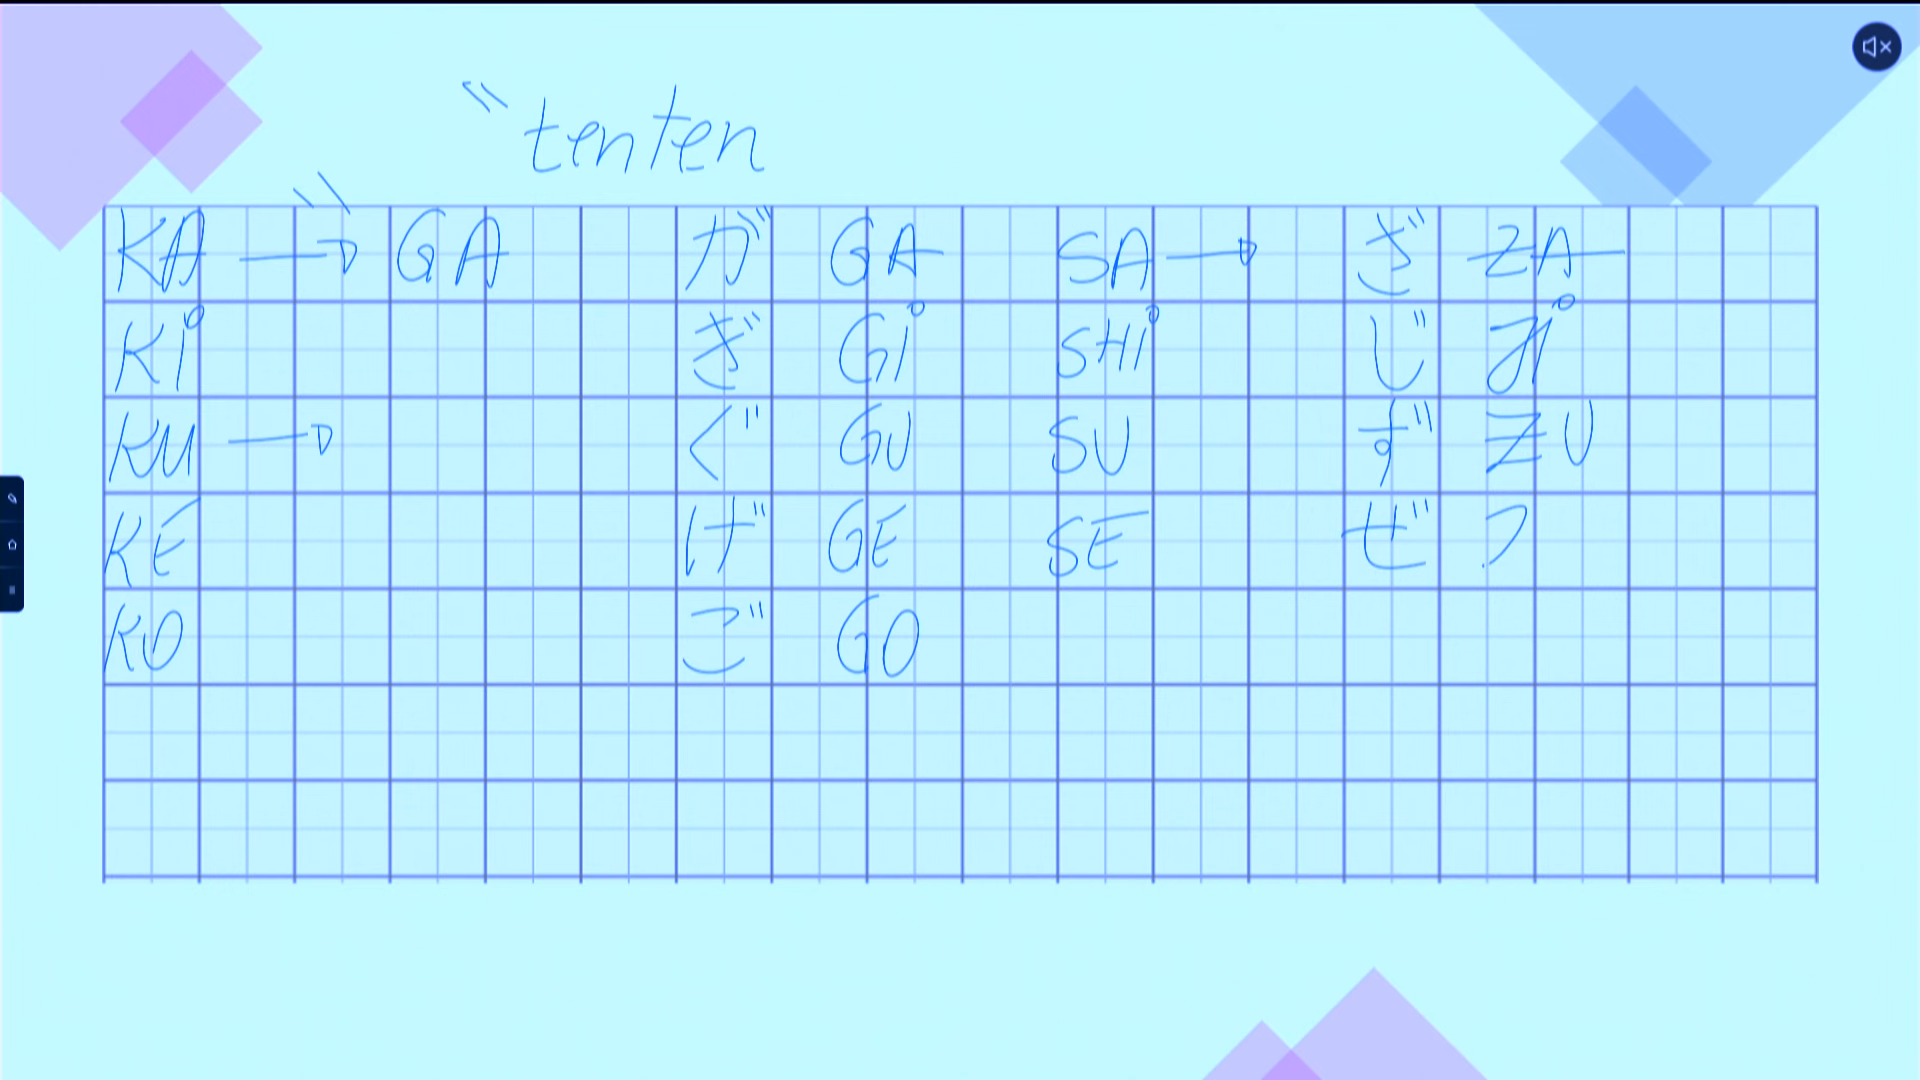 〃tenten
KA → 〃 GA が GA SA → ざ ZA
KI ぎ GI SHI じ JI
KU → ぐ GU SU ず ZU
KE げ GE SE ぜ
KO ご GO